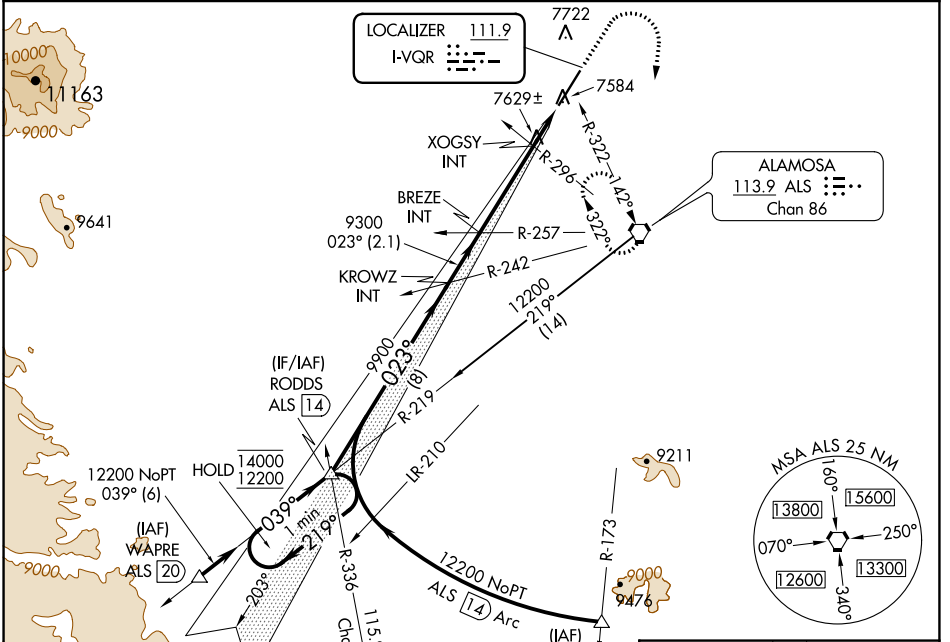 LOCALIZER 111.9
I-VQR
7722
7584
7629±
10000
11163
9000
9641
XOGSY
INT
BREZE
INT
9300
023° (2.1)
KROWZ
INT
R-322
142°
R-296
322°
R-257
R-242
ALAMOSA
113.9 ALS
Chan 86
12200
219°
(14)
9900
023°
(8)
R-219
LR-210
(IF/IAF)
RODDS
ALS 14
HOLD 14000
12200
12200 NoPT
039° (6)
(IAF)
WAPRE
ALS 20
039°
1 min
219°
203°
R-336
115.
Cha
9000
12200 NoPT
ALS 14 Arc
(IAF)
R-173
9211
9000
9476
MSA ALS 25 NM
160°
13800
15600
070°
250°
12600
13300
340°